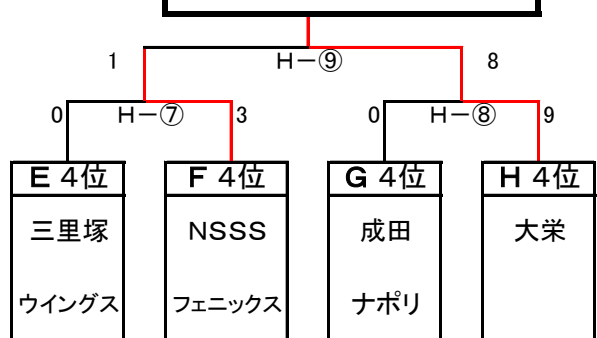 1 H－⑨ 8
0 H－⑦ 3 0 H－⑧ 9
E 4位 F 4位 G 4位 H 4位
三里塚 NSSS 成田 大栄
ウイングス フェニックス ナポリ